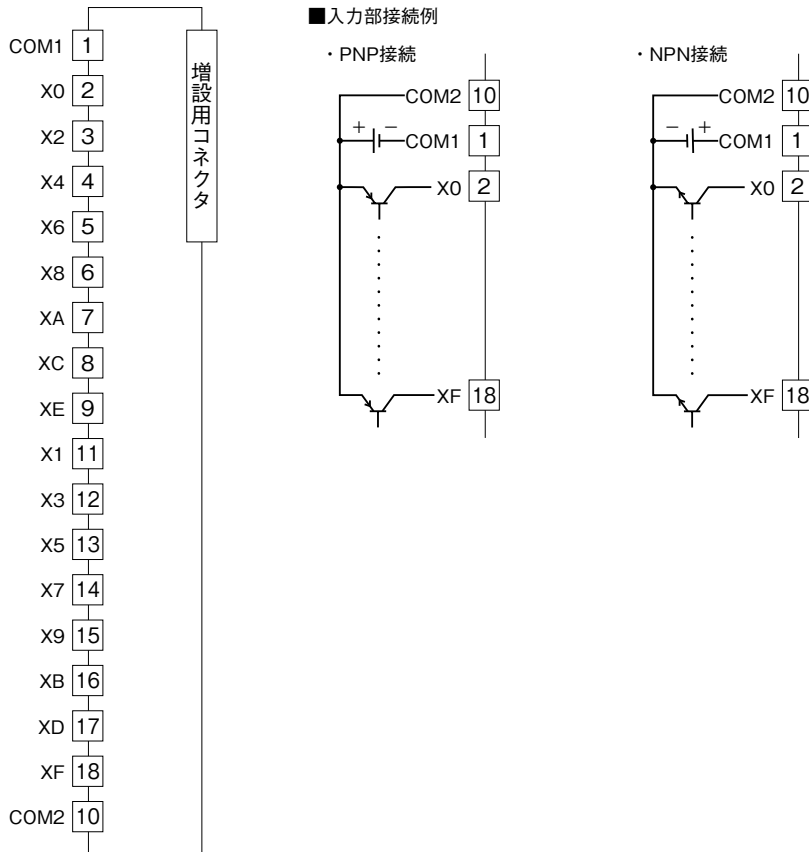 COM1 1
X0 2
X2 3
X4 4
X6 5
X8 6
XA 7
XC 8
XE 9
X1 11
X3 12
X5 13
X7 14
X9 15
XB 16
XD 17
XF 18
COM2 10
増設用コネクタ
■入力部接続例
・PNP接続
COM2 10
+ − COM1 1
X0 2
XF 18
・NPN接続
COM2 10
− + COM1 1
X0 2
XF 18